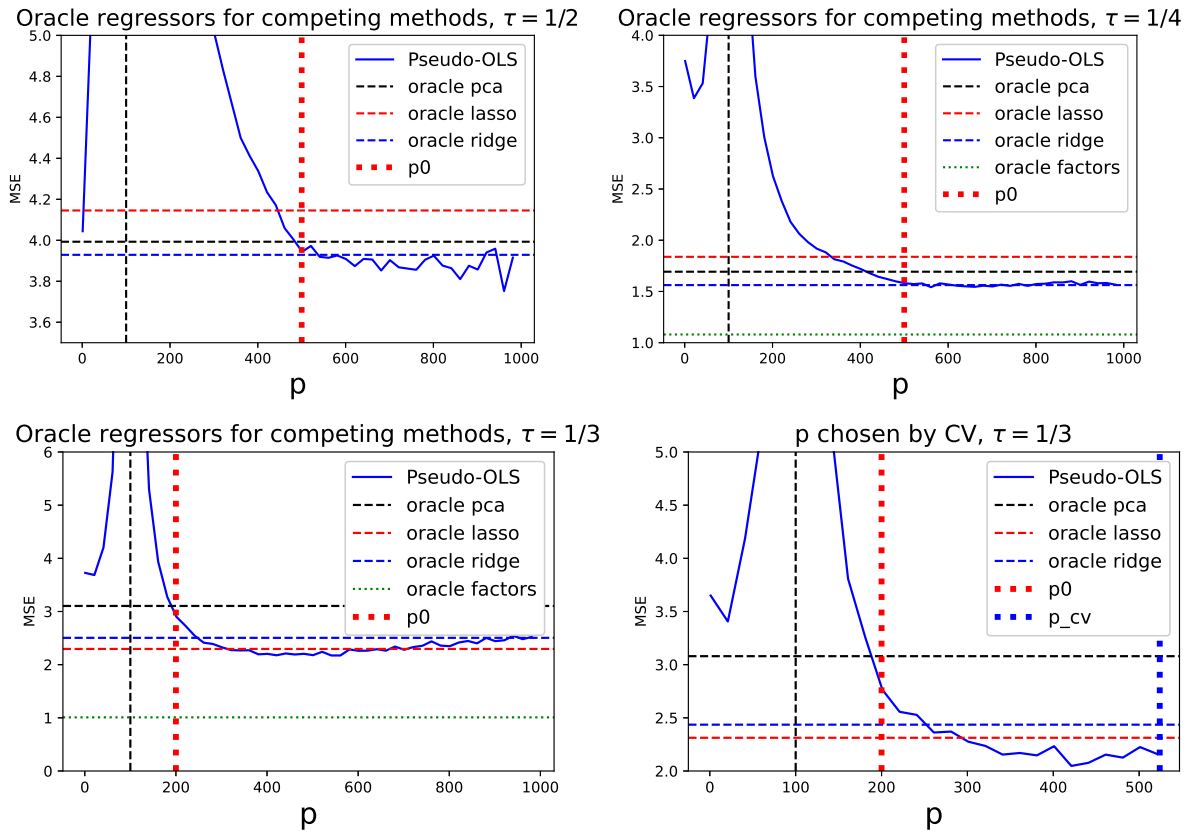 Oracle regressors for competing methods, τ = 1/2
5.0
4.8
4.6
4.4
4.2
4.0
3.8
3.6
MSE
Pseudo-OLS
oracle pca
oracle lasso
oracle ridge
p0
0 200 400 600 800 1000
p
Oracle regressors for competing methods, τ = 1/4
4.0
3.5
3.0
2.5
2.0
1.5
1.0
MSE
Pseudo-OLS
oracle pca
oracle lasso
oracle ridge
oracle factors
p0
0 200 400 600 800 1000
p
Oracle regressors for competing methods, τ = 1/3
6
5
4
3
2
1
0
MSE
Pseudo-OLS
oracle pca
oracle lasso
oracle ridge
oracle factors
p0
0 200 400 600 800 1000
p
p chosen by CV, τ = 1/3
5.0
4.5
4.0
3.5
3.0
2.5
2.0
MSE
Pseudo-OLS
oracle pca
oracle lasso
oracle ridge
p0
p_cv
0 100 200 300 400 500
p